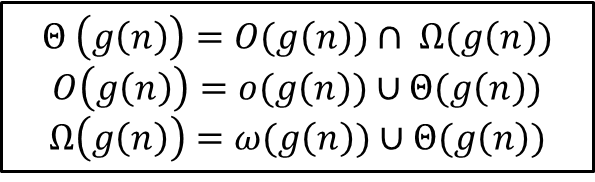 Θ (g(n)) = O(g(n)) ∩ Ω(g(n))
O(g(n)) = o(g(n)) ∪ Θ(g(n))
Ω(g(n)) = ω(g(n)) ∪ Θ(g(n))